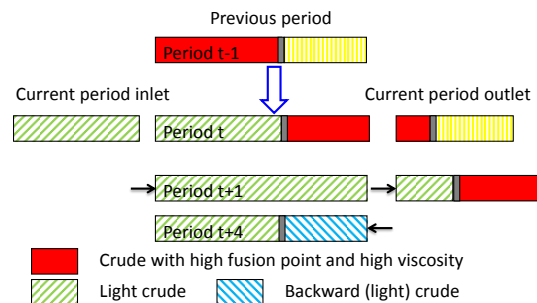 Previous period
Period t-1
Current period inlet
Current period outlet
Period t
Period t+1
Period t+4
Crude with high fusion point and high viscosity
Light crude
Backward (light) crude